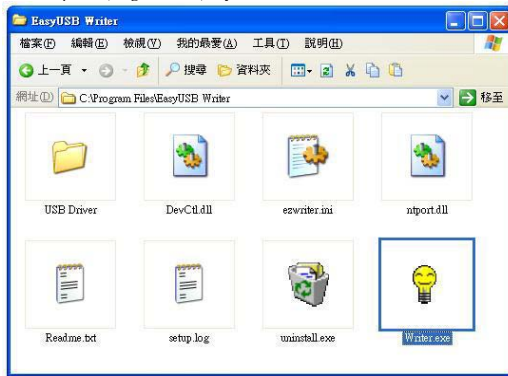 EasyUSB Writer
檔案(F) 編輯(E) 檢視(V) 我的最愛(A) 工具(T) 說明(H)
上一頁 搜尋 資料夾
網址(D) C:\Program Files\EasyUSB Writer 移至
USB Driver DevCtl.dll ezwriter.ini ntport.dll
Readme.txt setup.log uninstall.exe Writer.exe